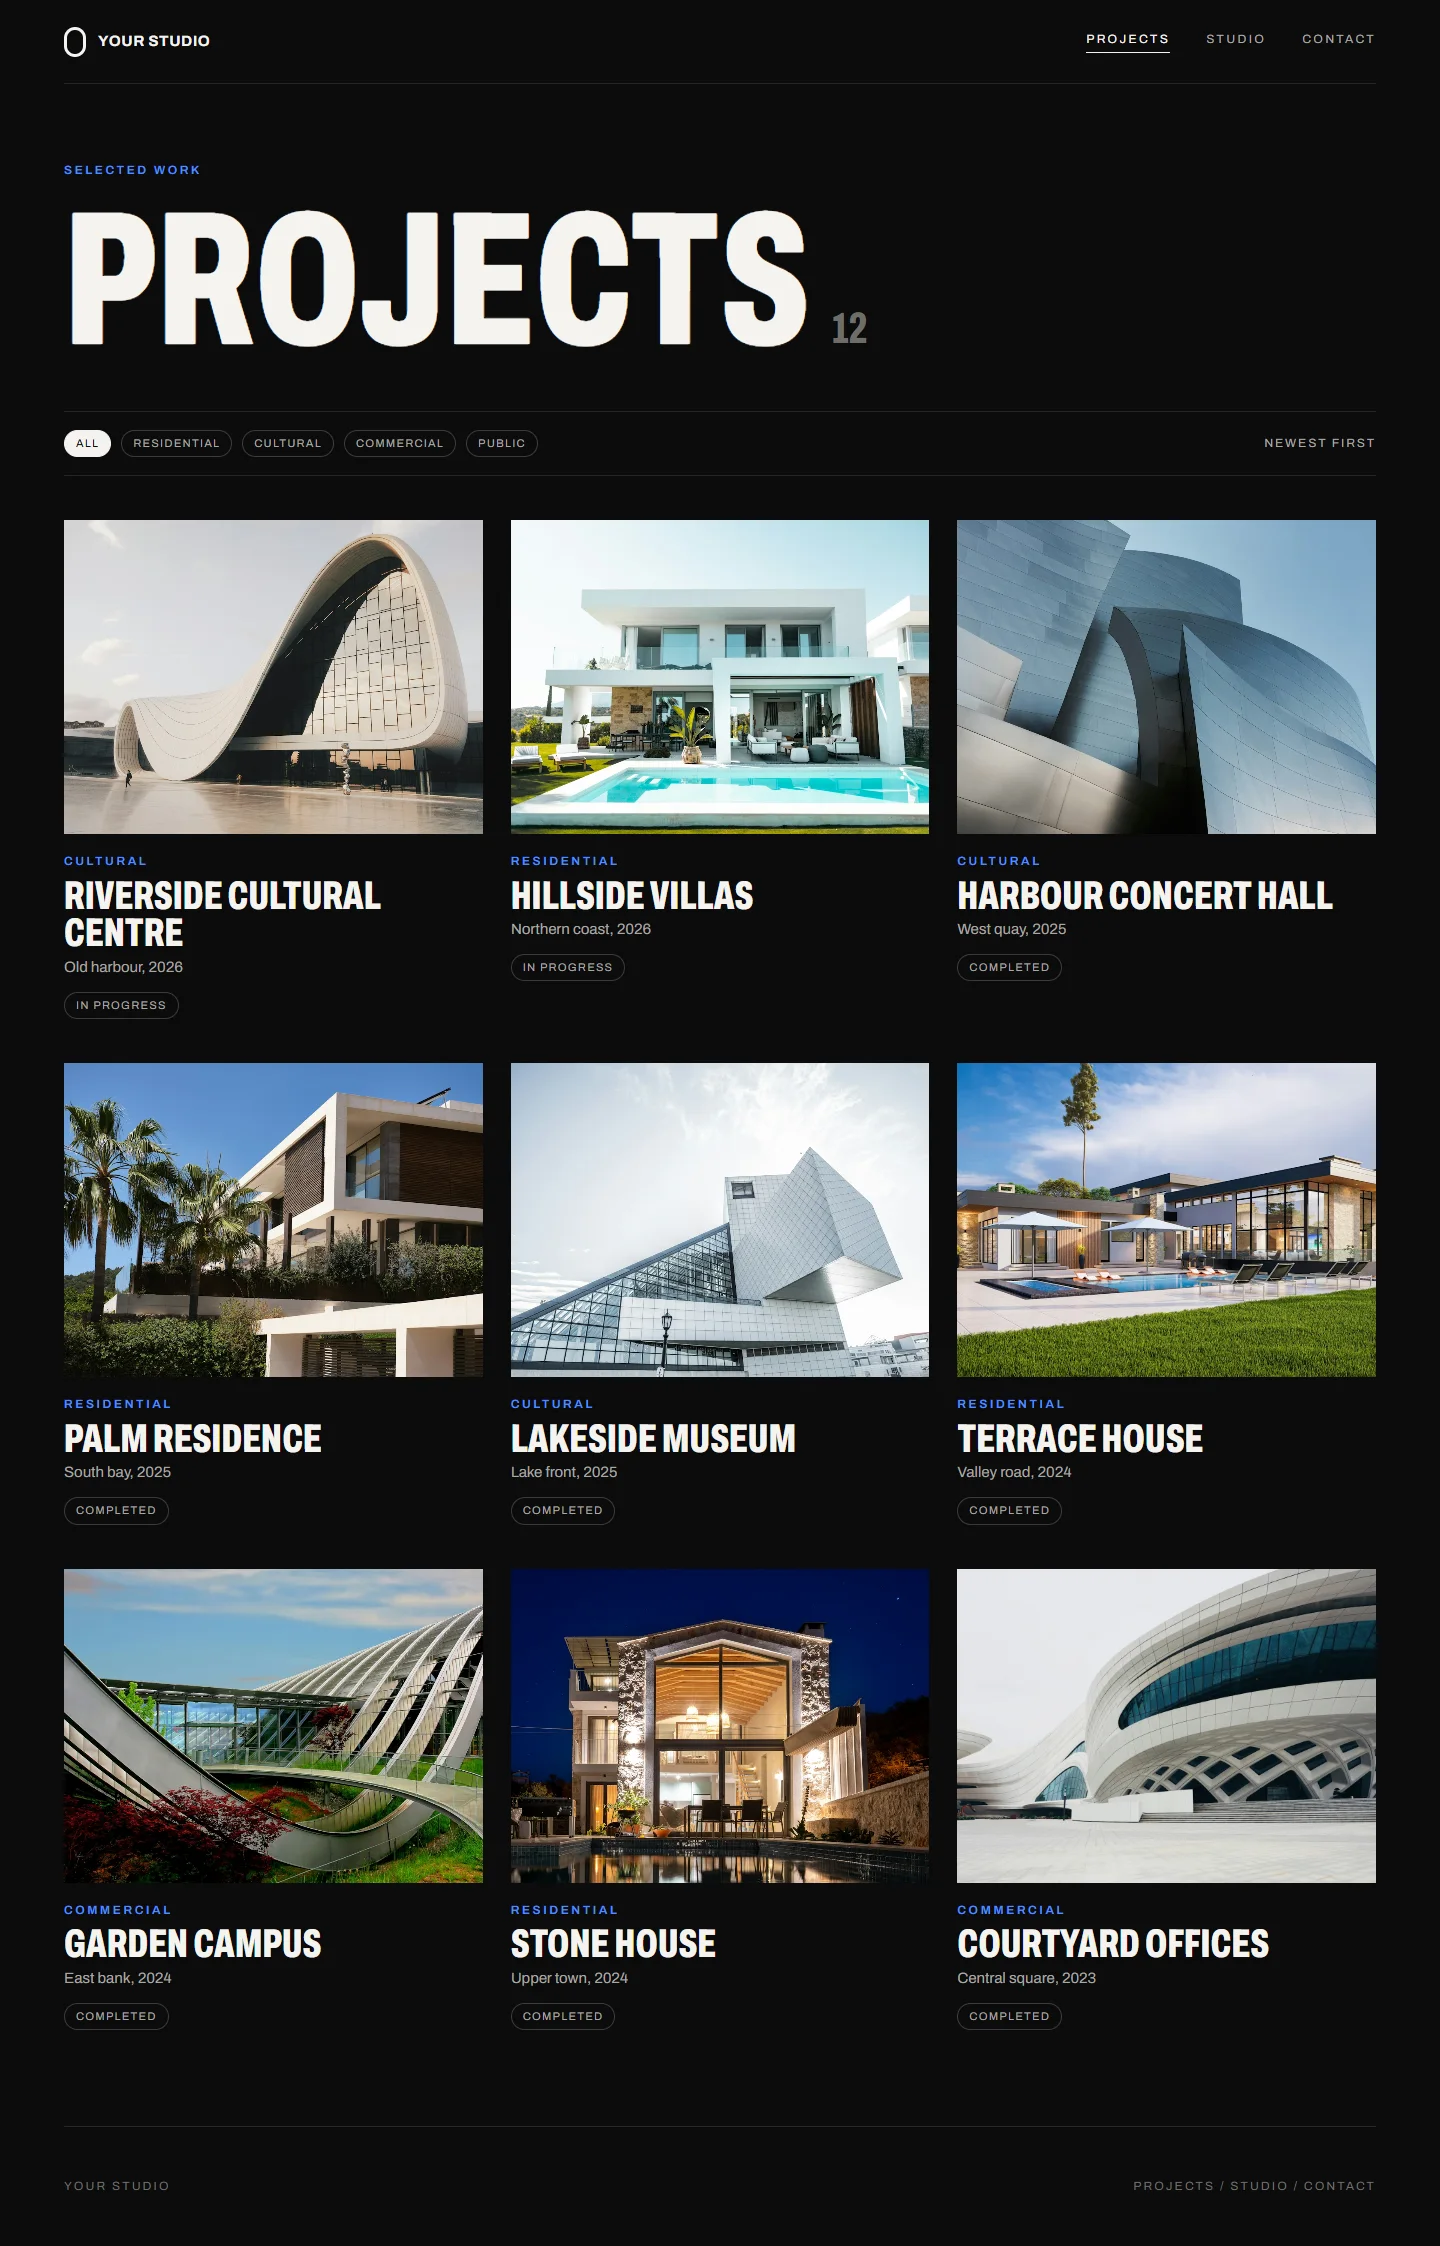 YOUR STUDIO
PROJECTS
STUDIO
CONTACT
SELECTED WORK
PROJECTS 12
ALL
RESIDENTIAL
CULTURAL
COMMERCIAL
PUBLIC
NEWEST FIRST
CULTURAL
RIVERSIDE CULTURAL
CENTRE
Old harbour, 2026
IN PROGRESS
RESIDENTIAL
HILLSIDE VILLAS
Northern coast, 2026
IN PROGRESS
CULTURAL
HARBOUR CONCERT HALL
West quay, 2025
COMPLETED
RESIDENTIAL
PALM RESIDENCE
South bay, 2025
COMPLETED
CULTURAL
LAKESIDE MUSEUM
Lake front, 2025
COMPLETED
RESIDENTIAL
TERRACE HOUSE
Valley road, 2024
COMPLETED
COMMERCIAL
GARDEN CAMPUS
East bank, 2024
COMPLETED
RESIDENTIAL
STONE HOUSE
Upper town, 2024
COMPLETED
COMMERCIAL
COURTYARD OFFICES
Central square, 2023
COMPLETED
YOUR STUDIO
PROJECTS / STUDIO / CONTACT